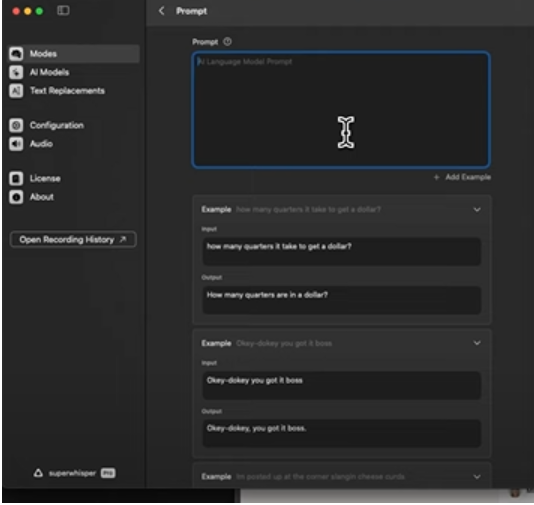 Prompt
Prompt
AI Language Model Prompt
Modes
AI Models
Text Replacements
Configuration
Audio
License
About
Open Recording History
superwhisper Pro
+ Add Example
Example how many quarters it take to get a dollar?
Input
how many quarters it take to get a dollar?
Output
How many quarters are in a dollar?
Example Okey-dokey you got it boss
Input
Okey-dokey you got it boss
Output
Okey-dokey, you got it boss.
Example Im posted up at the corner slangin cheese curds